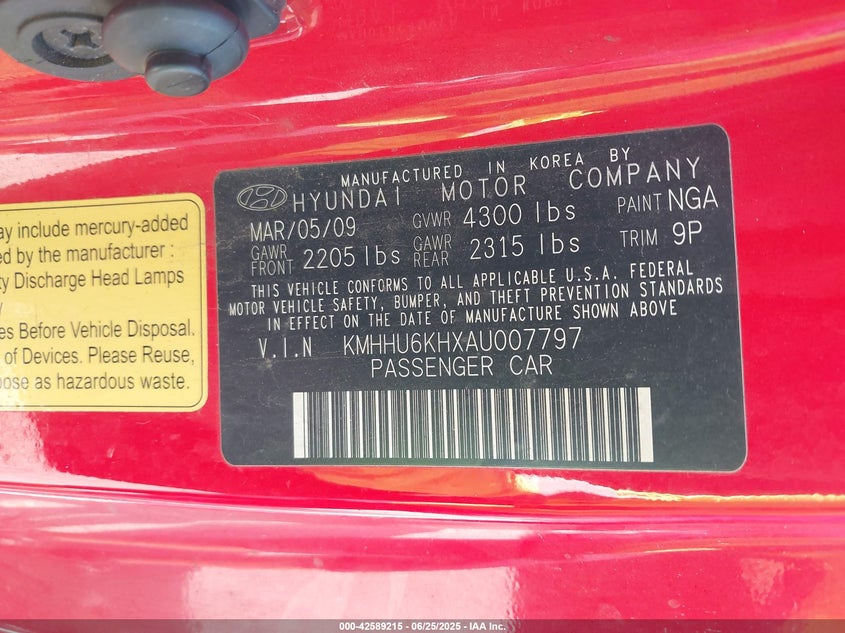 ay include mercury-added
ed by the manufacturer :
ty Discharge Head Lamps
y
es Before Vehicle Disposal.
of Devices. Please Reuse,
pose as hazardous waste.
MANUFACTURED IN KOREA BY
HYUNDAI MOTOR COMPANY
MAR/05/09 GVWR 4300 lbs PAINT NGA
GAWR FRONT 2205 lbs GAWR REAR 2315 lbs TRIM 9P
THIS VEHICLE CONFORMS TO ALL APPLICABLE U.S.A. FEDERAL
MOTOR VEHICLE SAFETY, BUMPER, AND THEFT PREVENTION STANDARDS
IN EFFECT ON THE DATE OF MANUFACTURE SHOWN ABOVE
V.I.N KMHHU6KHXAU007797
PASSENGER CAR
000-42589215 - 06/25/2025 - IAA Inc.